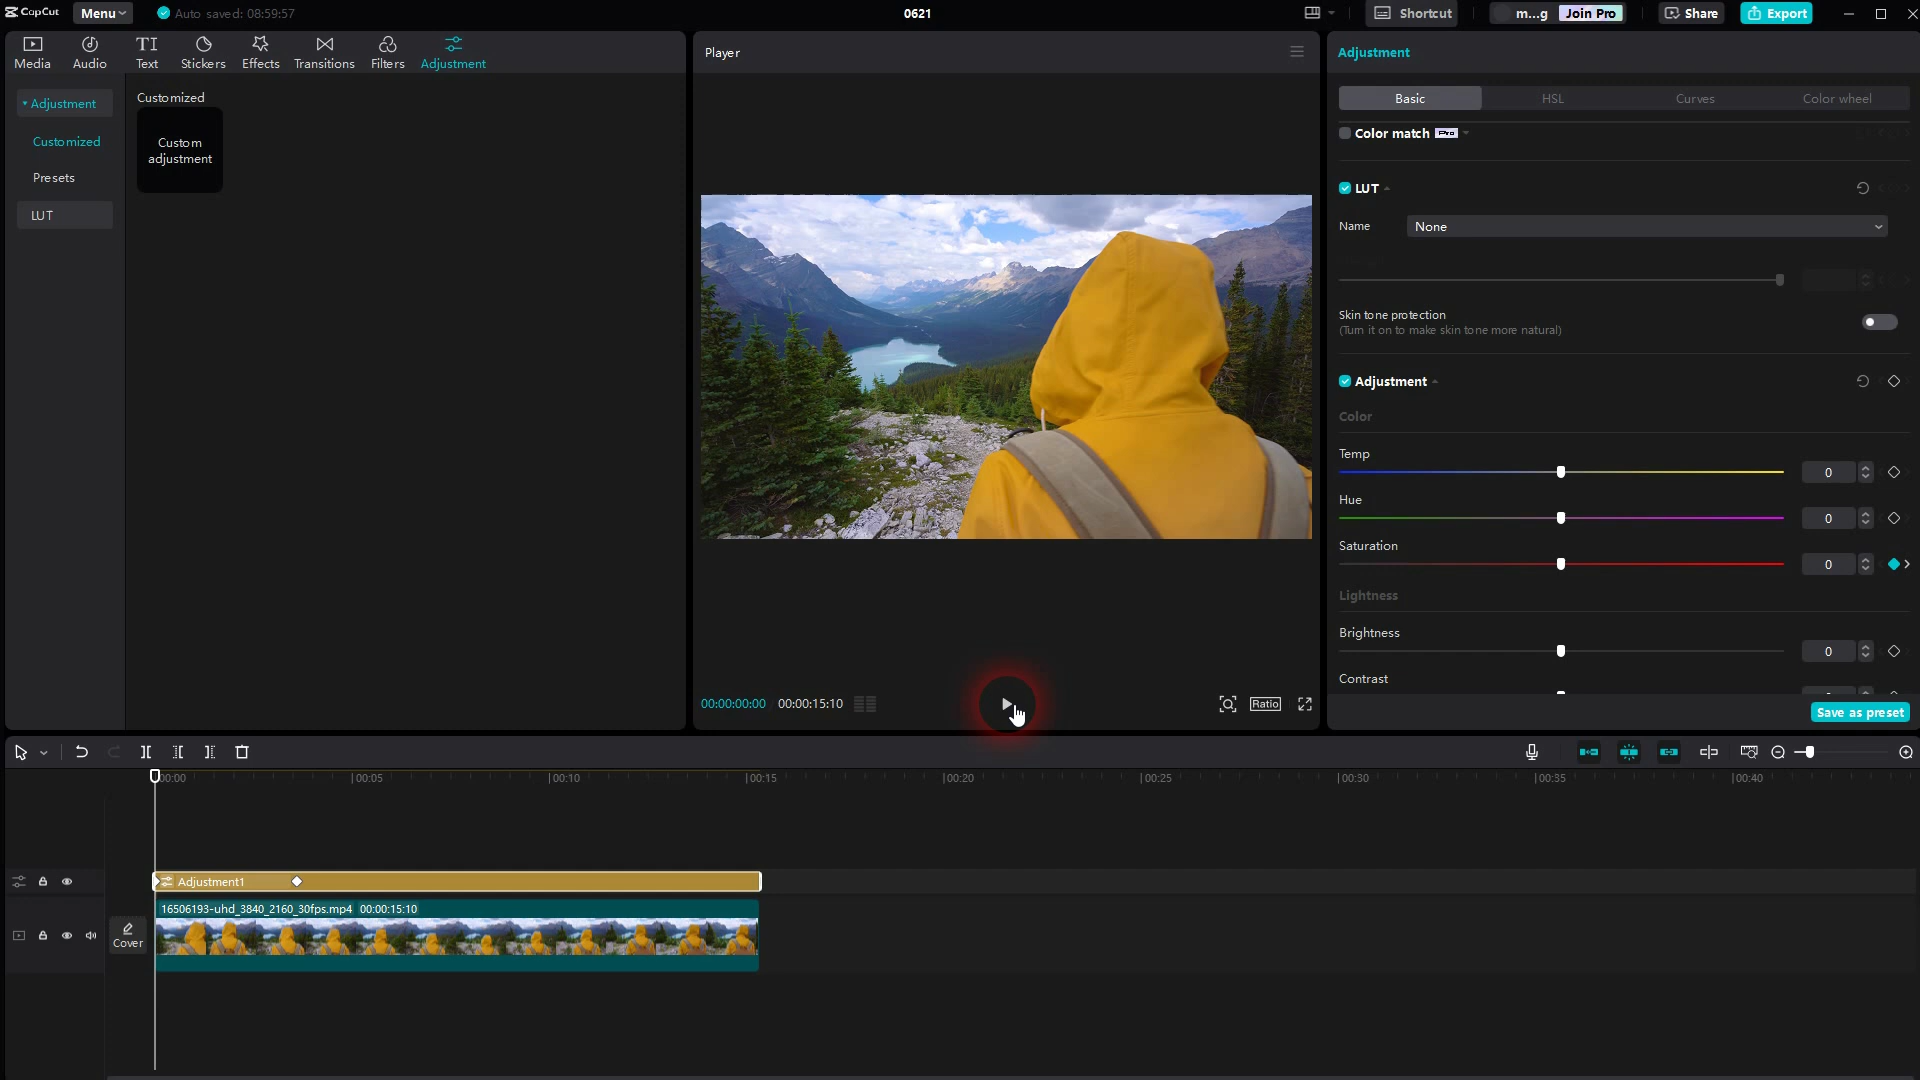 CapCut
Menu
Auto saved: 08:59:57
0621
Shortcut
m...g
Join Pro
Share
Export
Media
Audio
Text
Stickers
Effects
Transitions
Filters
Adjustment
Adjustment
Customized
Presets
LUT
Customized
Custom
adjustment
Player
00:00:00:00
00:00:15:10
Ratio
Adjustment
Basic
HSL
Curves
Color wheel
Color match
Pro
LUT
Name
None
Skin tone protection
(Turn it on to make skin tone more natural)
Adjustment
Color
Temp
0
Hue
0
Saturation
0
Lightness
Brightness
0
Contrast
Save as preset
00:00
00:05
00:10
00:15
00:20
00:25
00:30
00:35
00:40
Adjustment1
Cover
16506193-uhd_3840_2160_30fps.mp4 00:00:15:10